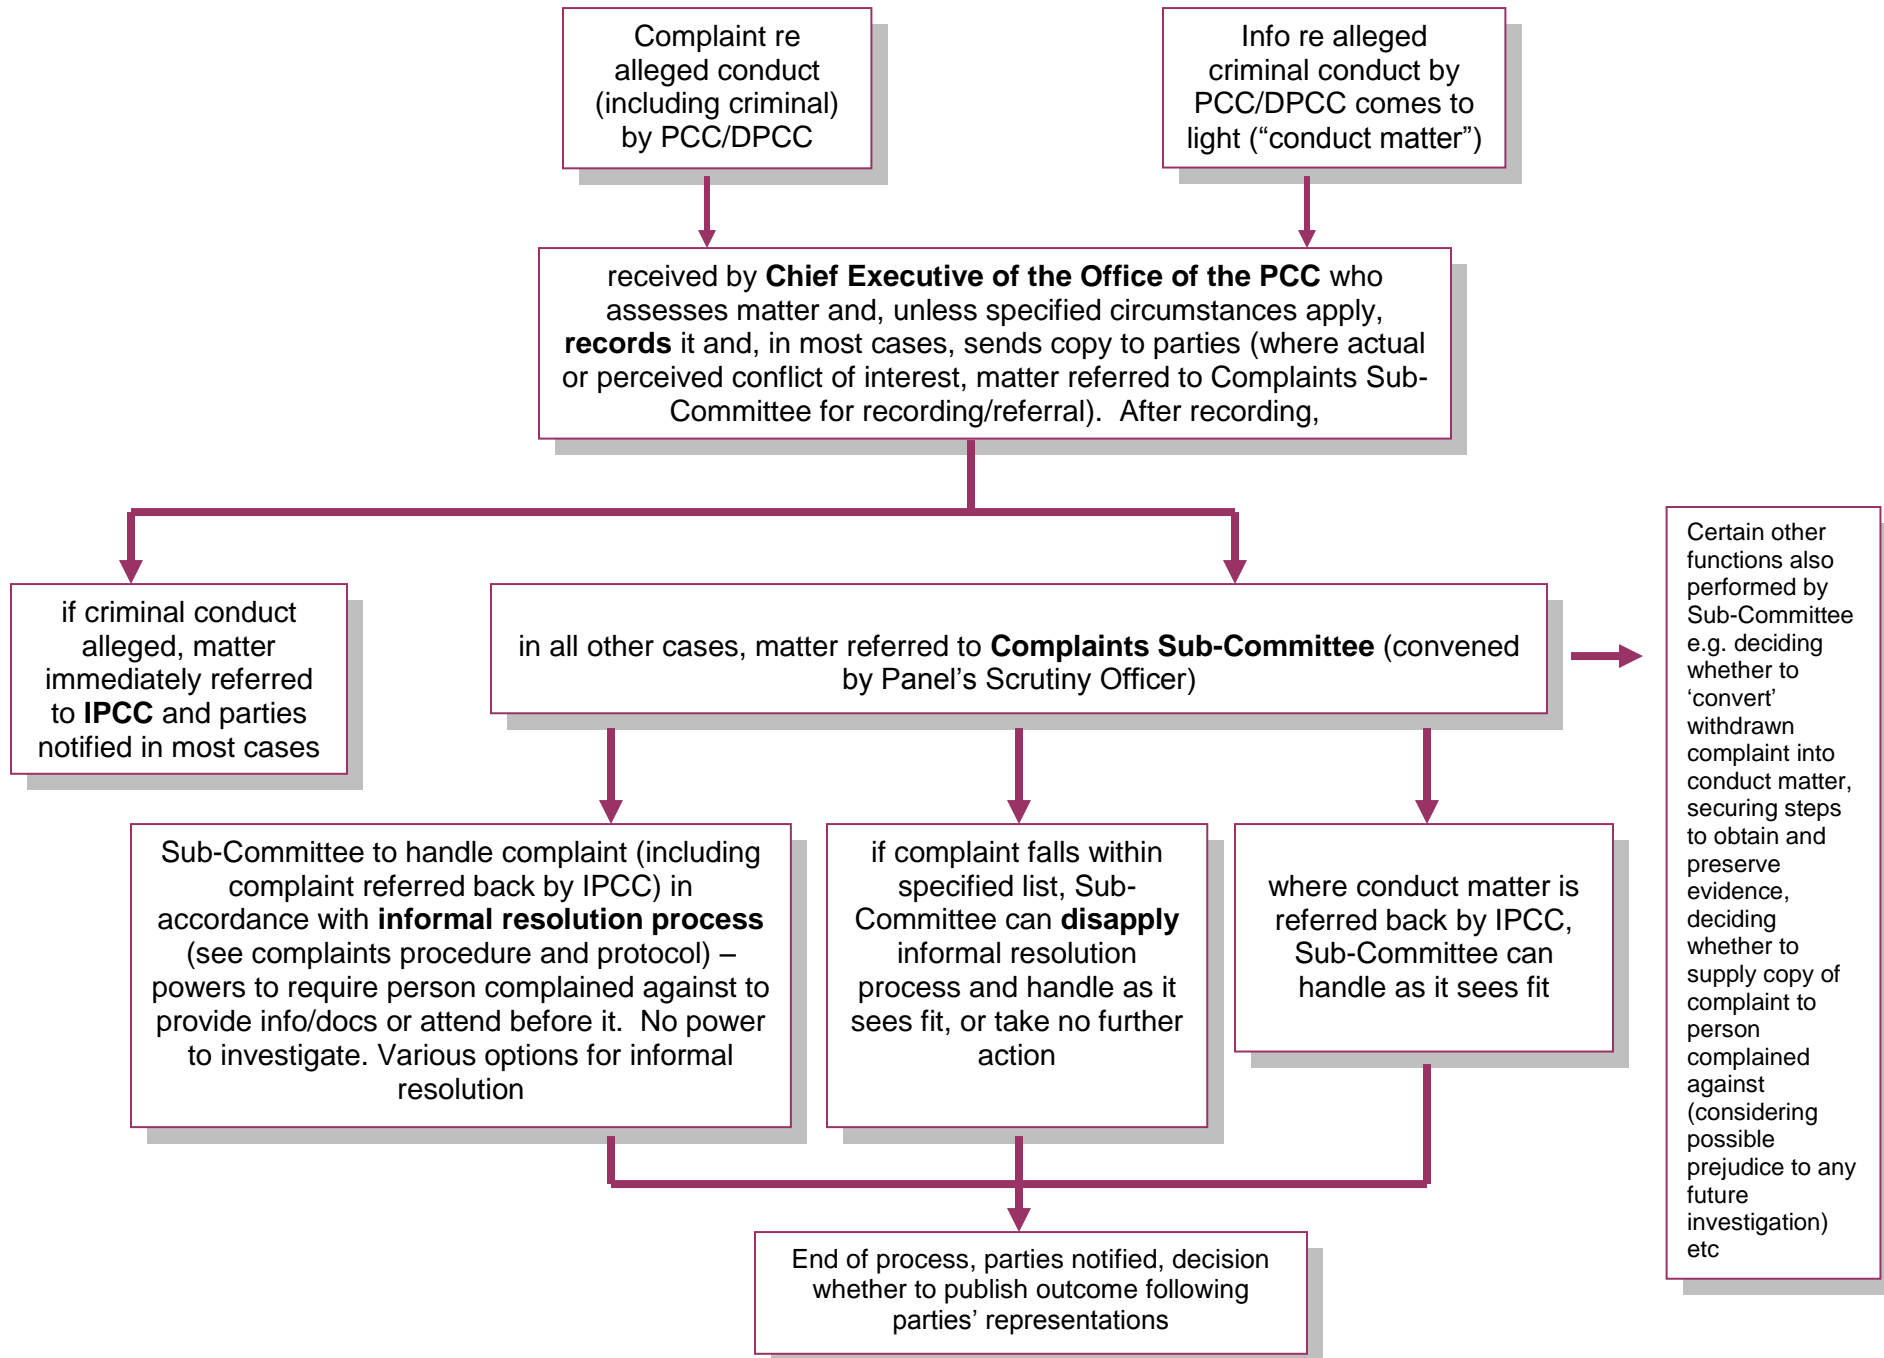 Complaint re
alleged conduct
(including criminal)
by PCC/DPCC
Info re alleged
criminal conduct by
PCC/DPCC comes to
light (“conduct matter”)
received by Chief Executive of the Office of the PCC who
assesses matter and, unless specified circumstances apply,
records it and, in most cases, sends copy to parties (where actual
or perceived conflict of interest, matter referred to Complaints Sub-
Committee for recording/referral).  After recording,
if criminal conduct
alleged, matter
immediately referred
to IPCC and parties
notified in most cases
in all other cases, matter referred to Complaints Sub-Committee (convened
by Panel’s Scrutiny Officer)
Certain other
functions also
performed by
Sub-Committee
e.g. deciding
whether to
‘convert’
withdrawn
complaint into
conduct matter,
securing steps
to obtain and
preserve
evidence,
deciding
whether to
supply copy of
complaint to
person
complained
against
(considering
possible
prejudice to any
future
investigation)
etc
Sub-Committee to handle complaint (including
complaint referred back by IPCC) in
accordance with informal resolution process
(see complaints procedure and protocol) –
powers to require person complained against to
provide info/docs or attend before it.  No power
to investigate. Various options for informal
resolution
if complaint falls within
specified list, Sub-
Committee can disapply
informal resolution
process and handle as it
sees fit, or take no further
action
where conduct matter is
referred back by IPCC,
Sub-Committee can
handle as it sees fit
End of process, parties notified, decision
whether to publish outcome following
parties’ representations